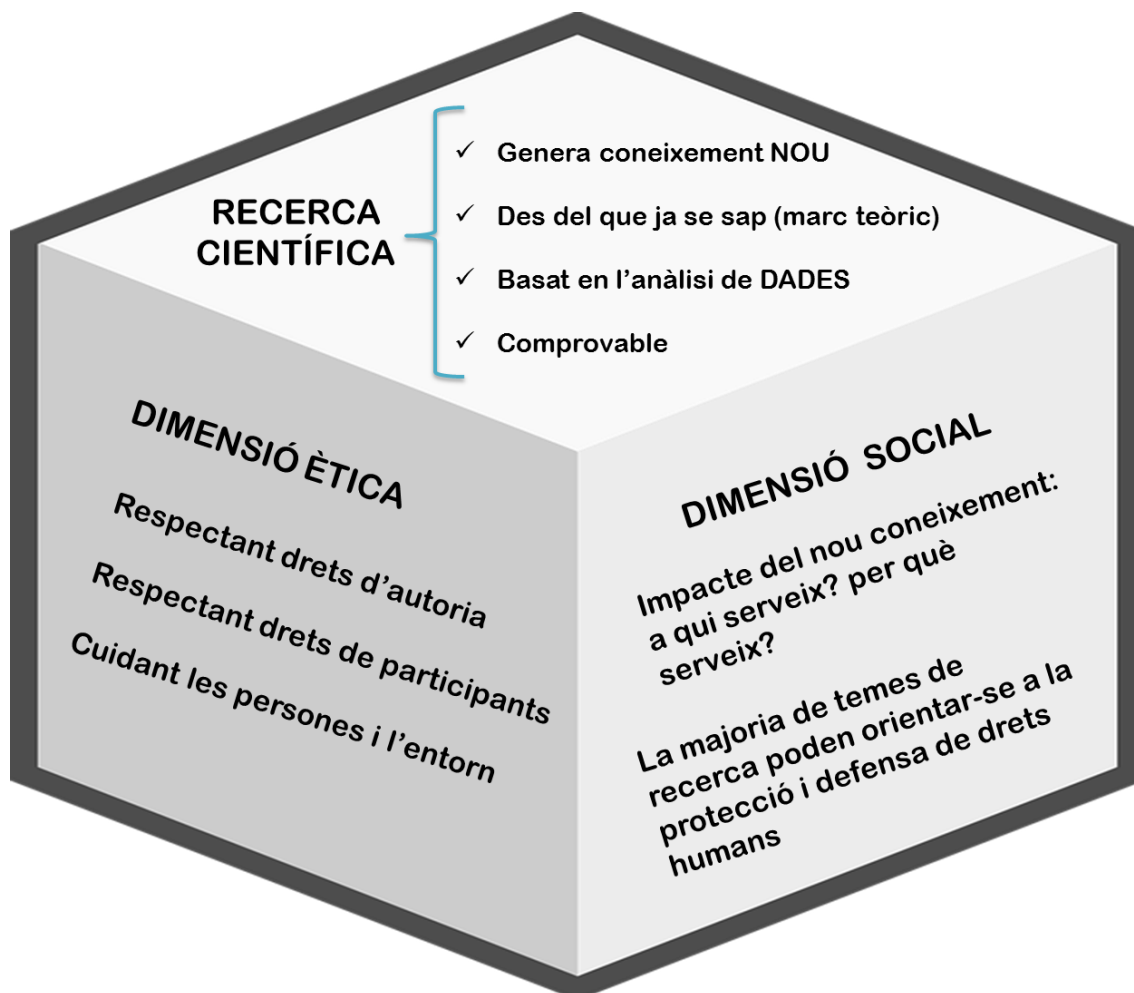 RECERCA
CIENTÍFICA
✓ Genera coneixement NOU
✓ Des del que ja se sap (marc teòric)
✓ Basat en l'anàlisi de DADES
✓ Comprovable
DIMENSIÓ ÈTICA
Respectant drets d'autoria
Respectant drets de participants
Cuidant les persones i l'entorn
DIMENSIÓ SOCIAL
Impacte del nou coneixement:
a qui serveix? per què
serveix?
La majoria de temes de
recerca poden orientar-se a la
protecció i defensa de drets
humans